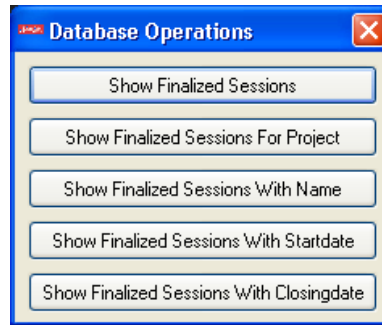 Database Operations
Show Finalized Sessions
Show Finalized Sessions For Project
Show Finalized Sessions With Name
Show Finalized Sessions With Startdate
Show Finalized Sessions With Closingdate